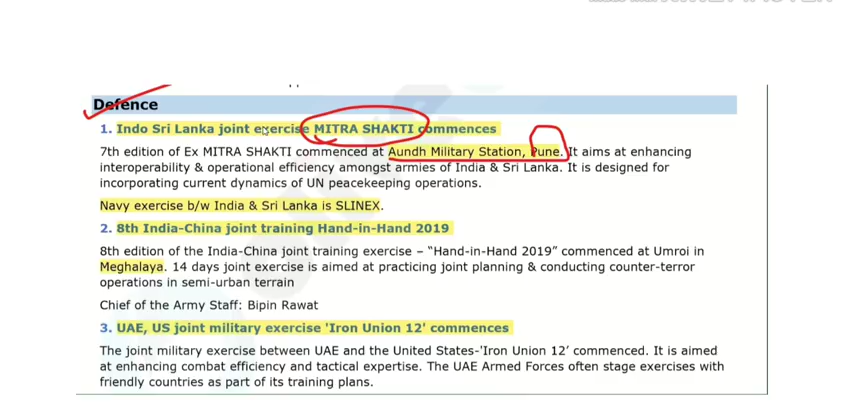 Defence
1. Indo Sri Lanka joint exercise MITRA SHAKTI commences
7th edition of Ex MITRA SHAKTI commenced at Aundh Military Station, Pune. It aims at enhancing
interoperability & operational efficiency amongst armies of India & Sri Lanka. It is designed for
incorporating current dynamics of UN peacekeeping operations.
Navy exercise b/w India & Sri Lanka is SLINEX.
2. 8th India-China joint training Hand-in-Hand 2019
8th edition of the India-China joint training exercise – “Hand-in-Hand 2019” commenced at Umroi in
Meghalaya. 14 days joint exercise is aimed at practicing joint planning & conducting counter-terror
operations in semi-urban terrain
Chief of the Army Staff: Bipin Rawat
3. UAE, US joint military exercise 'Iron Union 12' commences
The joint military exercise between UAE and the United States-'Iron Union 12’ commenced. It is aimed
at enhancing combat efficiency and tactical expertise. The UAE Armed Forces often stage exercises with
friendly countries as part of its training plans.